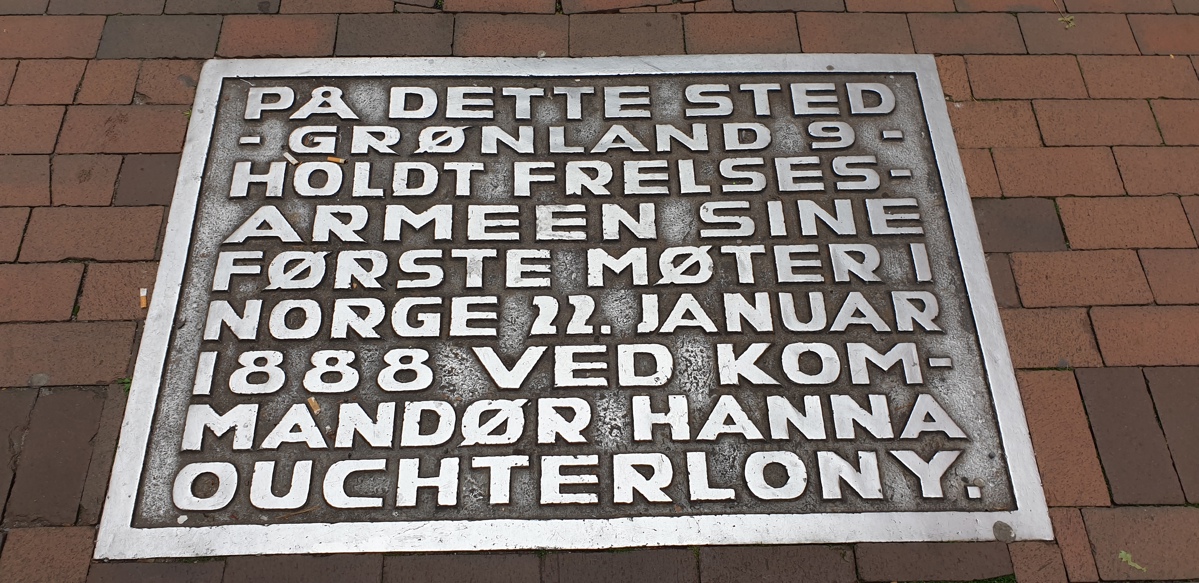 PÅ DETTE STED
- GRØNLAND 9 -
HOLDT FRELSES-
ARMEEN SINE
FØRSTE MØTER I
NORGE 22. JANUAR
1888 VED KOM-
MANDØR HANNA
OUCHTERLONY.